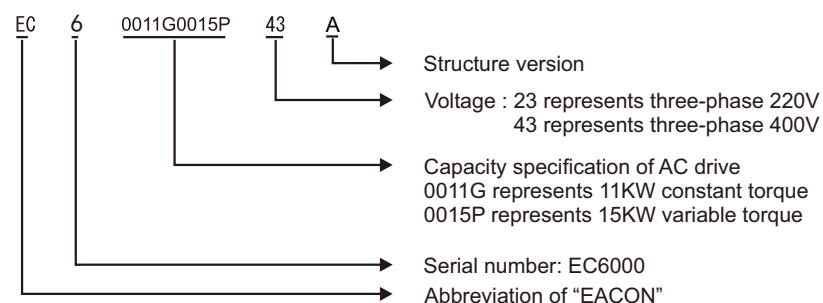 EC 6 0011G0015P 43 A
Structure version
Voltage : 23 represents three-phase 220V
43 represents three-phase 400V
Capacity specification of AC drive
0011G represents 11KW constant torque
0015P represents 15KW variable torque
Serial number: EC6000
Abbreviation of “EACON”